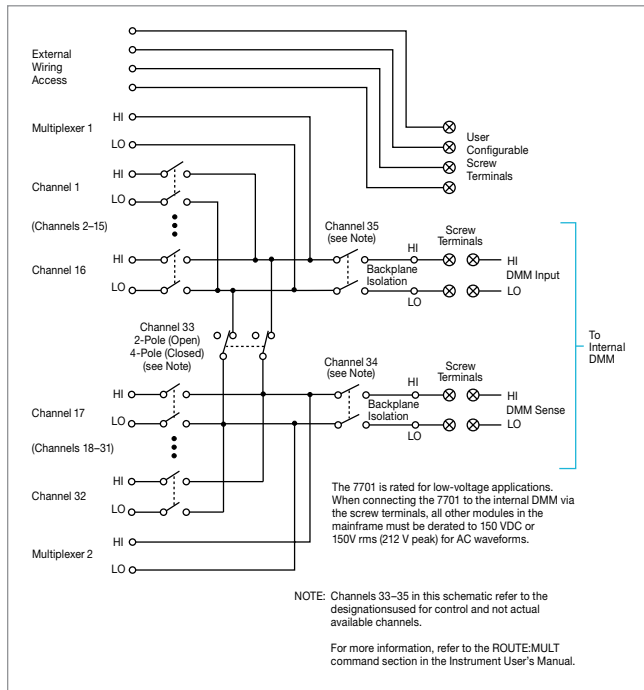 External
Wiring
Access
Multiplexer 1
HI
LO
User
Configurable
Screw
Terminals
Channel 1
HI
LO
(Channels 2–15)
Channel 16
HI
LO
Channel 35
(see Note)
Backplane
Isolation
HI
LO
Screw
Terminals
HI
DMM Input
LO
To
Internal
DMM
Channel 33
2-Pole (Open)
4-Pole (Closed)
(see Note)
Channel 17
HI
LO
Channel 34
(see Note)
Backplane
Isolation
HI
LO
Screw
Terminals
HI
DMM Sense
LO
(Channels 18–31)
Channel 32
HI
LO
Multiplexer 2
HI
LO
The 7701 is rated for low-voltage applications.
When connecting the 7701 to the internal DMM via
the screw terminals, all other modules in the
mainframe must be derated to 150 VDC or
150V rms (212 V peak) for AC waveforms.
NOTE: Channels 33–35 in this schematic refer to the
designationsused for control and not actual
available channels.
For more information, refer to the ROUTE:MULT
command section in the Instrument User's Manual.